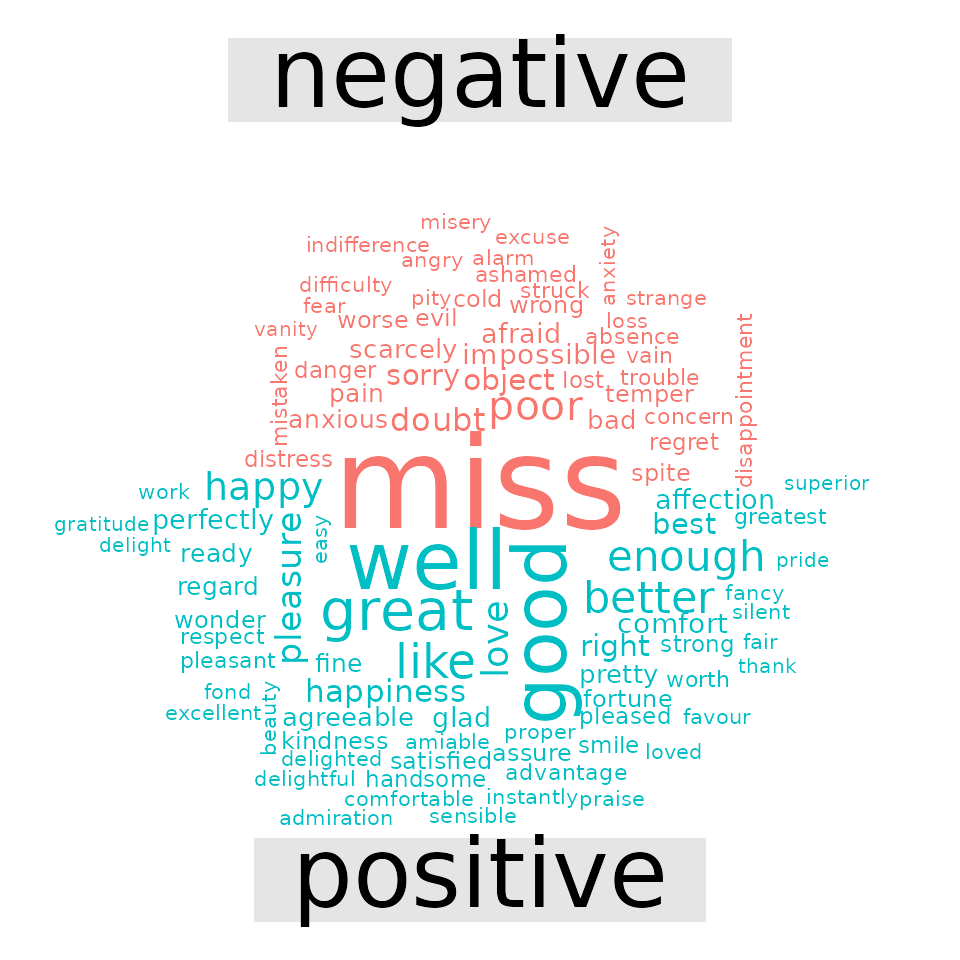 negative
misery
excuse
indifference
anxiety
angry
alarm
ashamed
difficulty
struck
pity
cold
strange
fear
wrong
worse
evil
loss
vanity
afraid
absence
scarcely
impossible
vain
danger
sorry
object
lost
trouble
mistaken
pain
temper
disappointment
poor
anxious
doubt
bad
concern
regret
distress
miss
spite
work
happy
superior
affection
gratitude
perfectly
easy
best
greatest
delight
ready
pleasure
well
enough
pride
regard
good
better
fancy
great
silent
wonder
love
comfort
respect
right
strong
fair
pleasant
fine
like
thank
pretty
worth
fond
happiness
fortune
excellent
beauty
agreeable
glad
pleased
favour
kindness
amiable
proper
delighted
satisfied
assure
smile
loved
delightful
handsome
advantage
comfortable
instantly
praise
admiration
sensible
positive